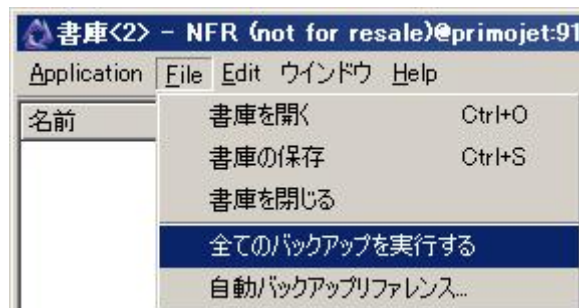 書庫<2> - NFR (not for resale)@primojet:91
Application File Edit ウインドウ Help
名前
書庫を開く Ctrl+O
書庫の保存 Ctrl+S
書庫を閉じる
全てのバックアップを実行する
自動バックアップリファレンス...